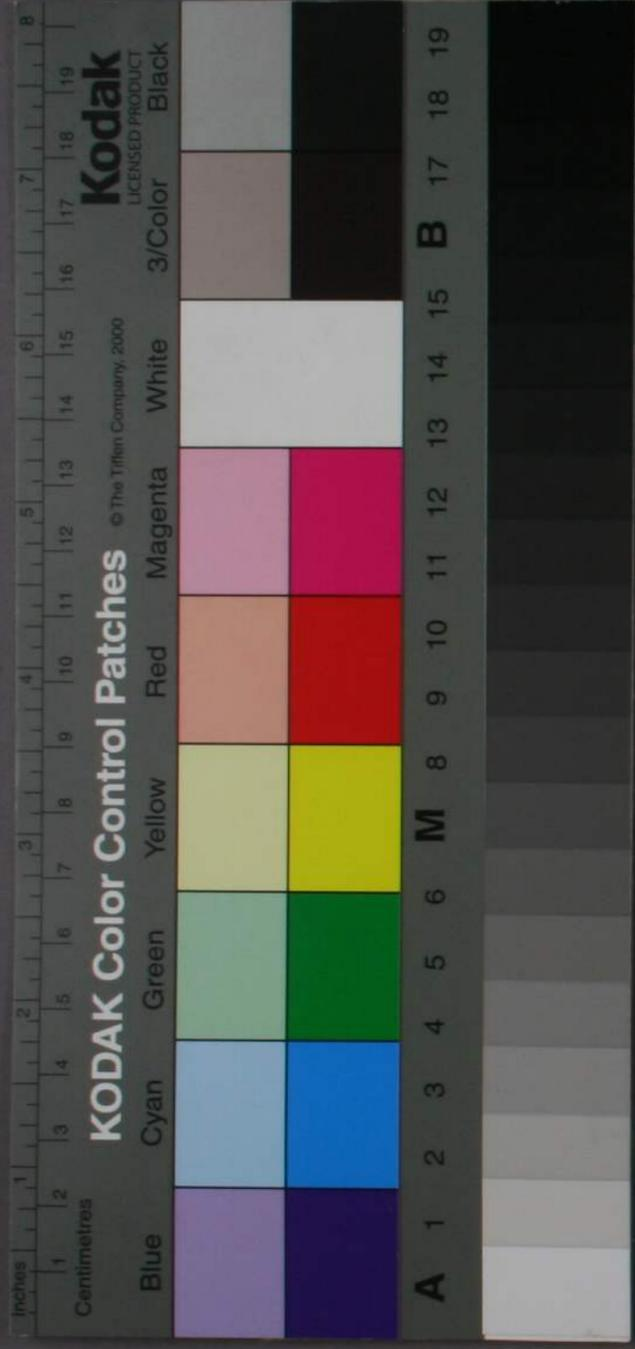 Inches 1 2 3 4 5 6 7 8
1 2 3 4 5 6 7 8 9 10 11 12 13 14 15 16 17 18 19
Centimetres
KODAK Color Control Patches © The Tiffen Company, 2000
Kodak
LICENSED PRODUCT
Blue Cyan Green Yellow Red Magenta White 3/Color Black
A 1 2 3 4 5 6 M 8 9 10 11 12 13 14 15 B 17 18 19